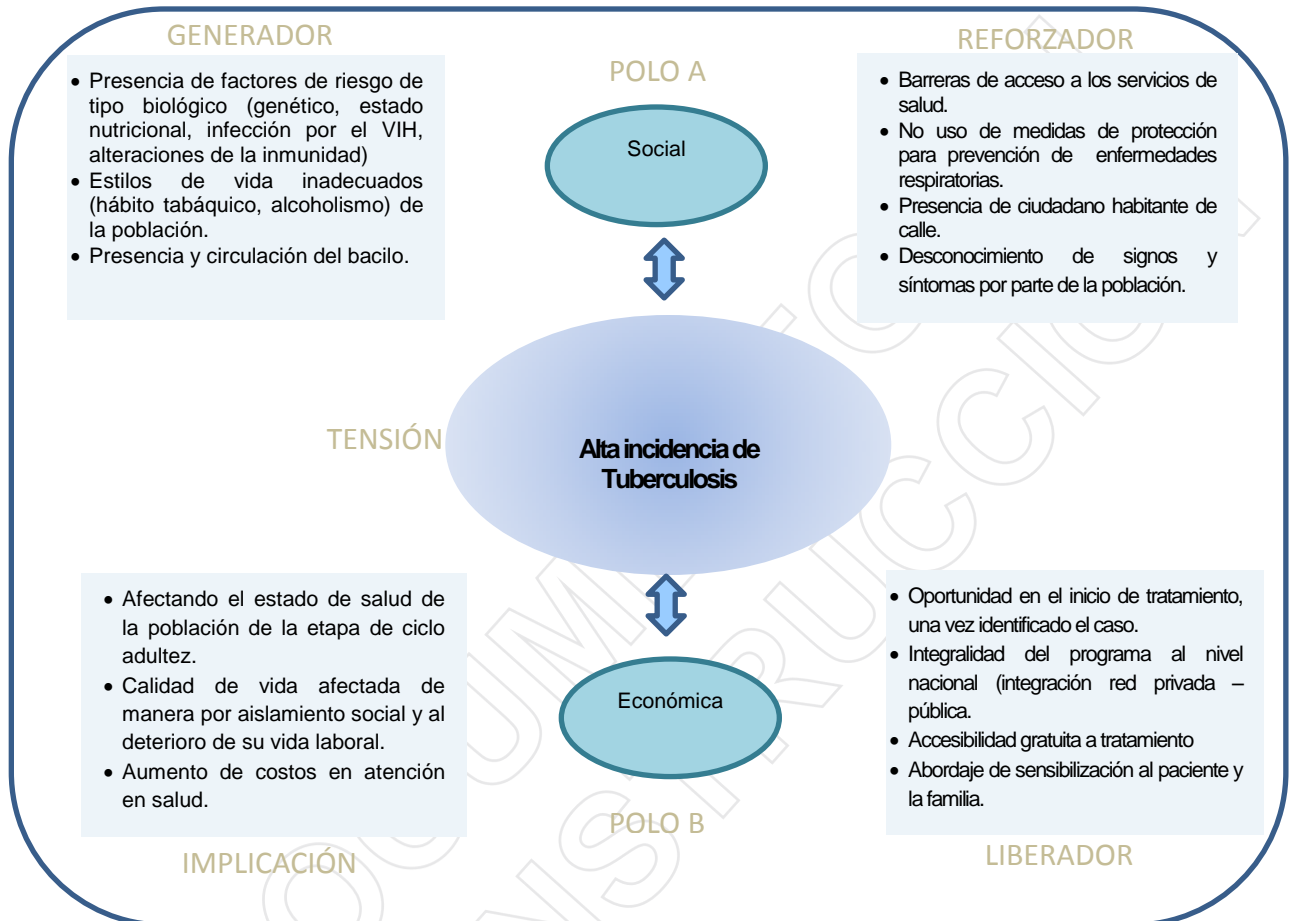 GENERADOR
• Presencia de factores de riesgo de
tipo biológico (genético, estado
nutricional, infección por el VIH,
alteraciones de la inmunidad)
• Estilos de vida inadecuados
(hábito tabáquico, alcoholismo) de
la población.
• Presencia y circulación del bacilo.
POLO A
Social
REFORZADOR
• Barreras de acceso a los servicios de
salud.
• No uso de medidas de protección
para prevención de enfermedades
respiratorias.
• Presencia de ciudadano habitante de
calle.
• Desconocimiento de signos y
síntomas por parte de la población.
TENSIÓN
Alta incidencia de
Tuberculosis
• Afectando el estado de salud de
la población de la etapa de ciclo
adultez.
• Calidad de vida afectada de
manera por aislamiento social y al
deterioro de su vida laboral.
• Aumento de costos en atención
en salud.
IMPLICACIÓN
Económica
POLO B
• Oportunidad en el inicio de tratamiento,
una vez identificado el caso.
• Integralidad del programa al nivel
nacional (integración red privada –
pública.
• Accesibilidad gratuita a tratamiento
• Abordaje de sensibilización al paciente y
la familia.
LIBERADOR